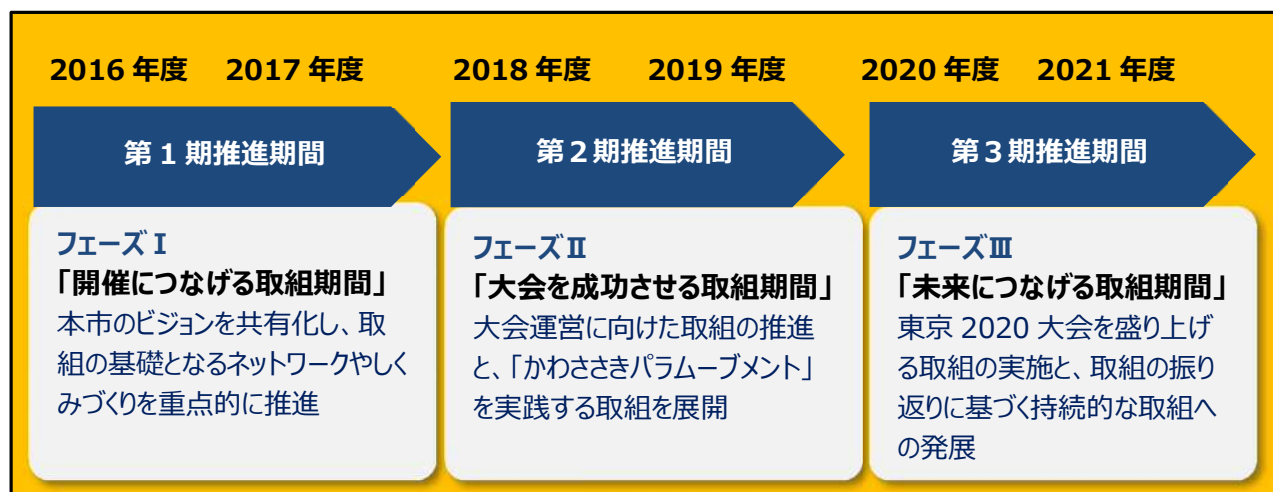 2016 年度 2017 年度 2018 年度 2019 年度 2020 年度 2021 年度
第 1 期推進期間
第 2 期推進期間
第 3 期推進期間
フェーズ Ⅰ
「開催につなげる取組期間」
本市のビジョンを共有化し、取
組の基礎となるネットワークやしく
みづくりを重点的に推進
フェーズⅡ
「大会を成功させる取組期間」
大会運営に向けた取組の推進
と、「かわささきパラムーブメント」
を実践する取組を展開
フェーズⅢ
「未来につなげる取組期間」
東京 2020 大会を盛り上げ
る取組の実施と、取組の振り
返りに基づく持続的な取組へ
の発展